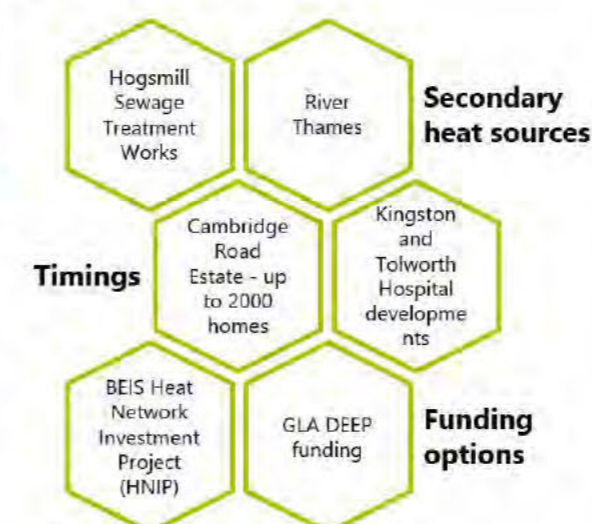 Hogsmill
Sewage
Treatment
Works
River
Thames
Secondary
heat sources
Timings
Cambridge
Road
Estate - up
to 2000
homes
Kingston
and
Tolworth
Hospital
developme
nts
BEIS Heat
Network
Investment
Project
(HNIP)
GLA DEEP
funding
Funding
options